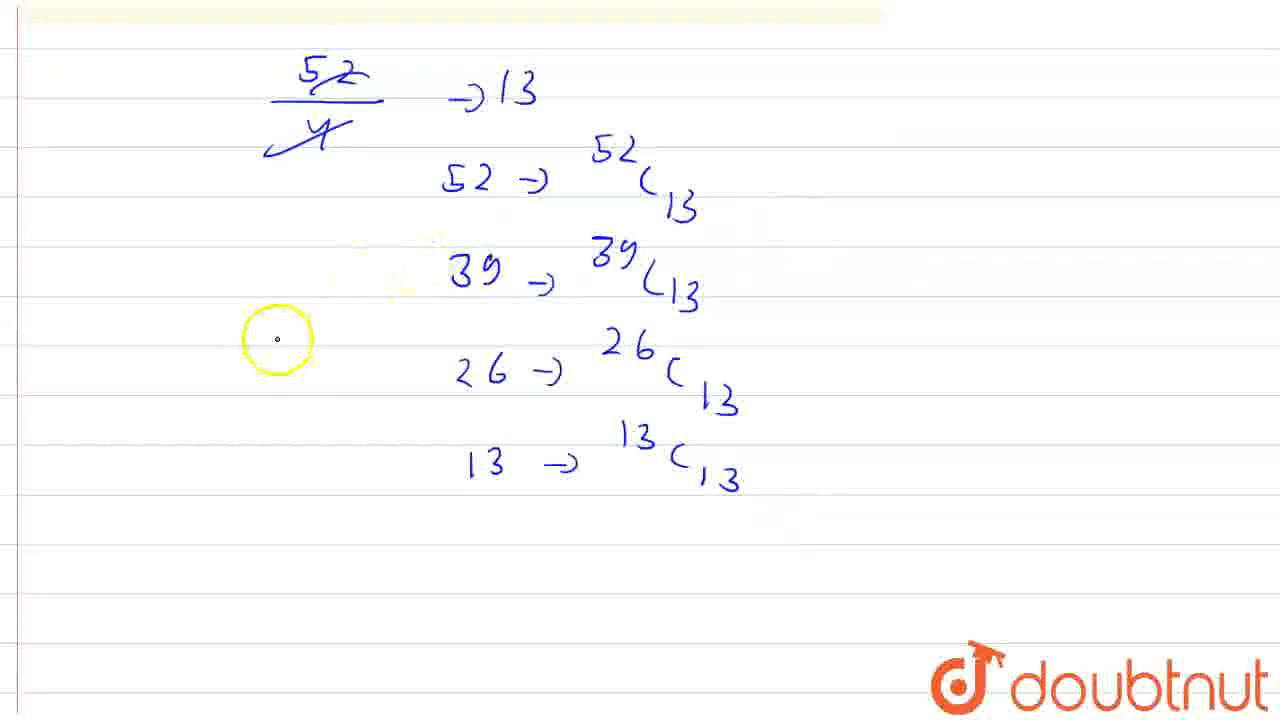 52
4
→ 13
52 → 52C13
39 → 39C13
26 → 26C13
13 → 13C13
doubtnut